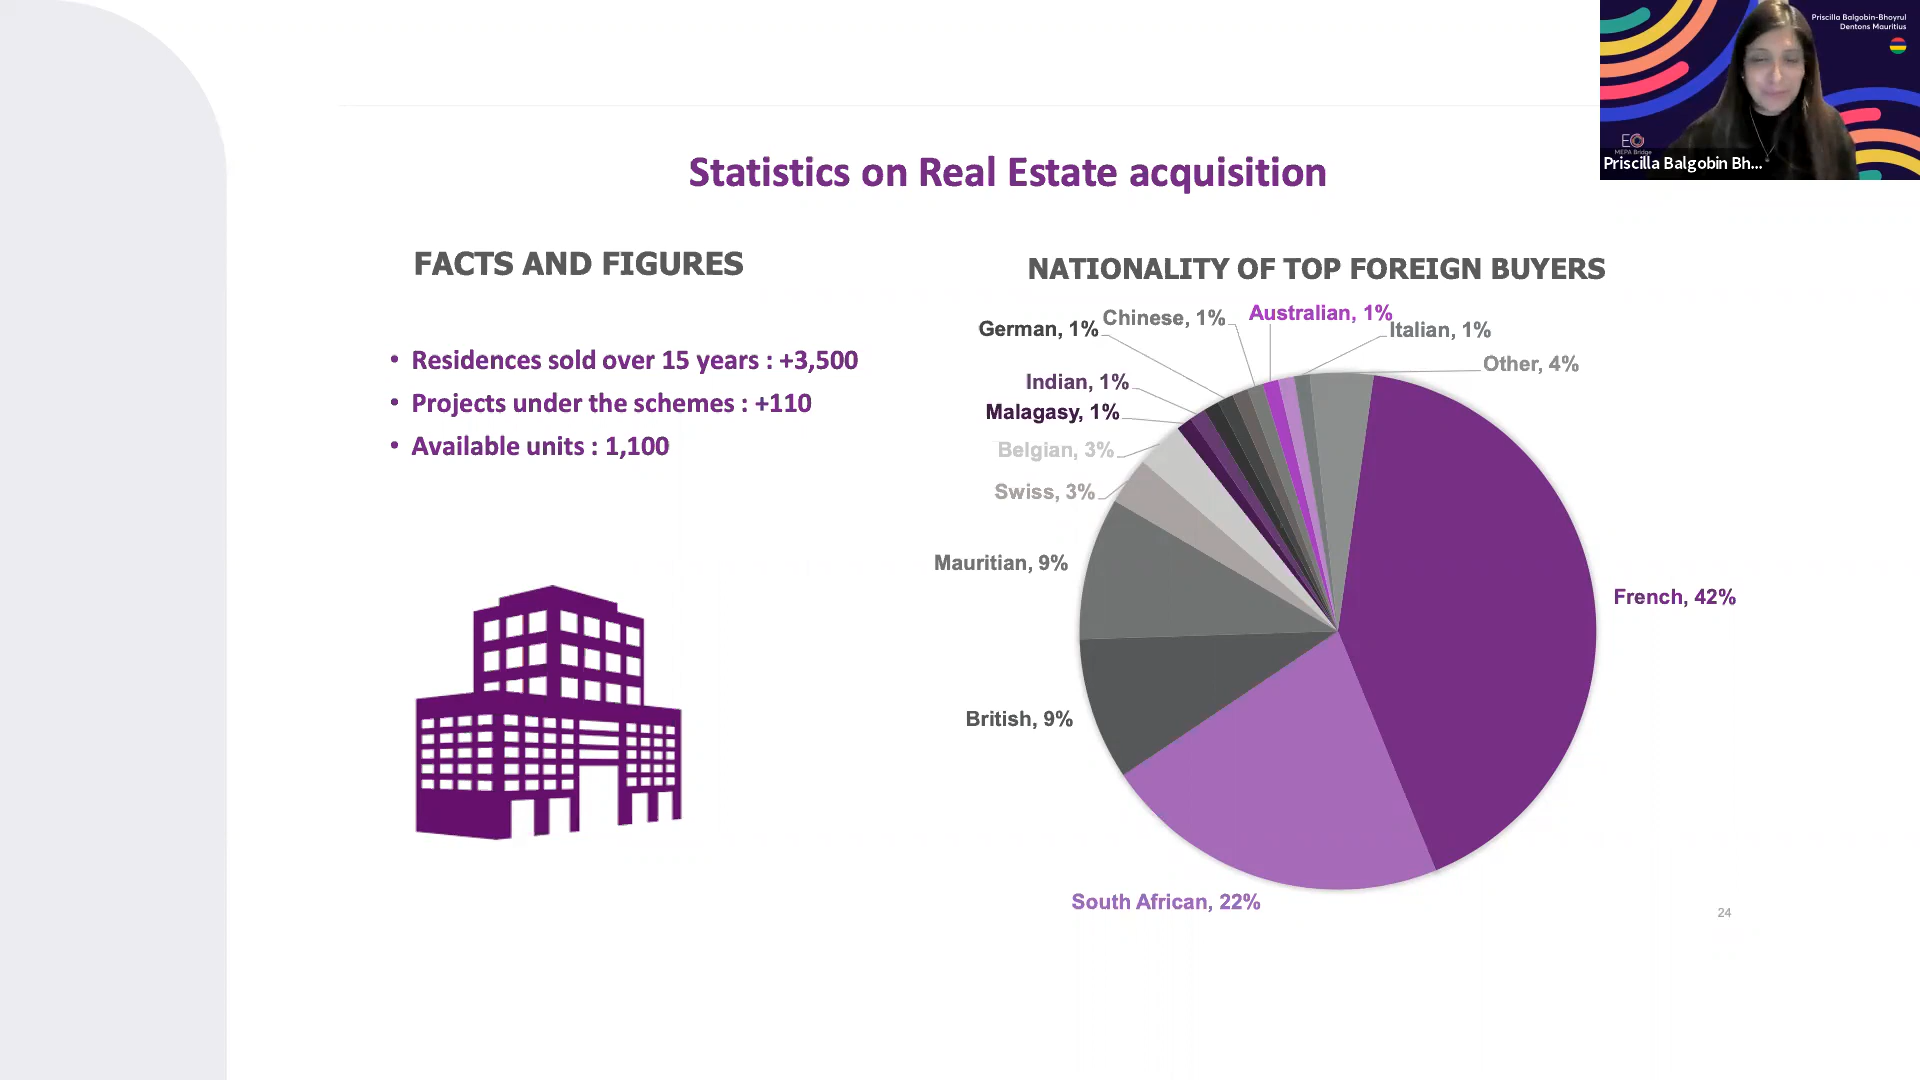 Priscilla Balgobin-Bhoyrul
Dentons Mauritius
EO
MEPA Bridge
Priscilla Balgobin Bh...
Statistics on Real Estate acquisition
FACTS AND FIGURES
• Residences sold over 15 years : +3,500
• Projects under the schemes : +110
• Available units : 1,100
NATIONALITY OF TOP FOREIGN BUYERS
Australian, 1%
Chinese, 1%
German, 1%
Italian, 1%
Other, 4%
Indian, 1%
Malagasy, 1%
Belgian, 3%
Swiss, 3%
Mauritian, 9%
French, 42%
British, 9%
South African, 22%
24